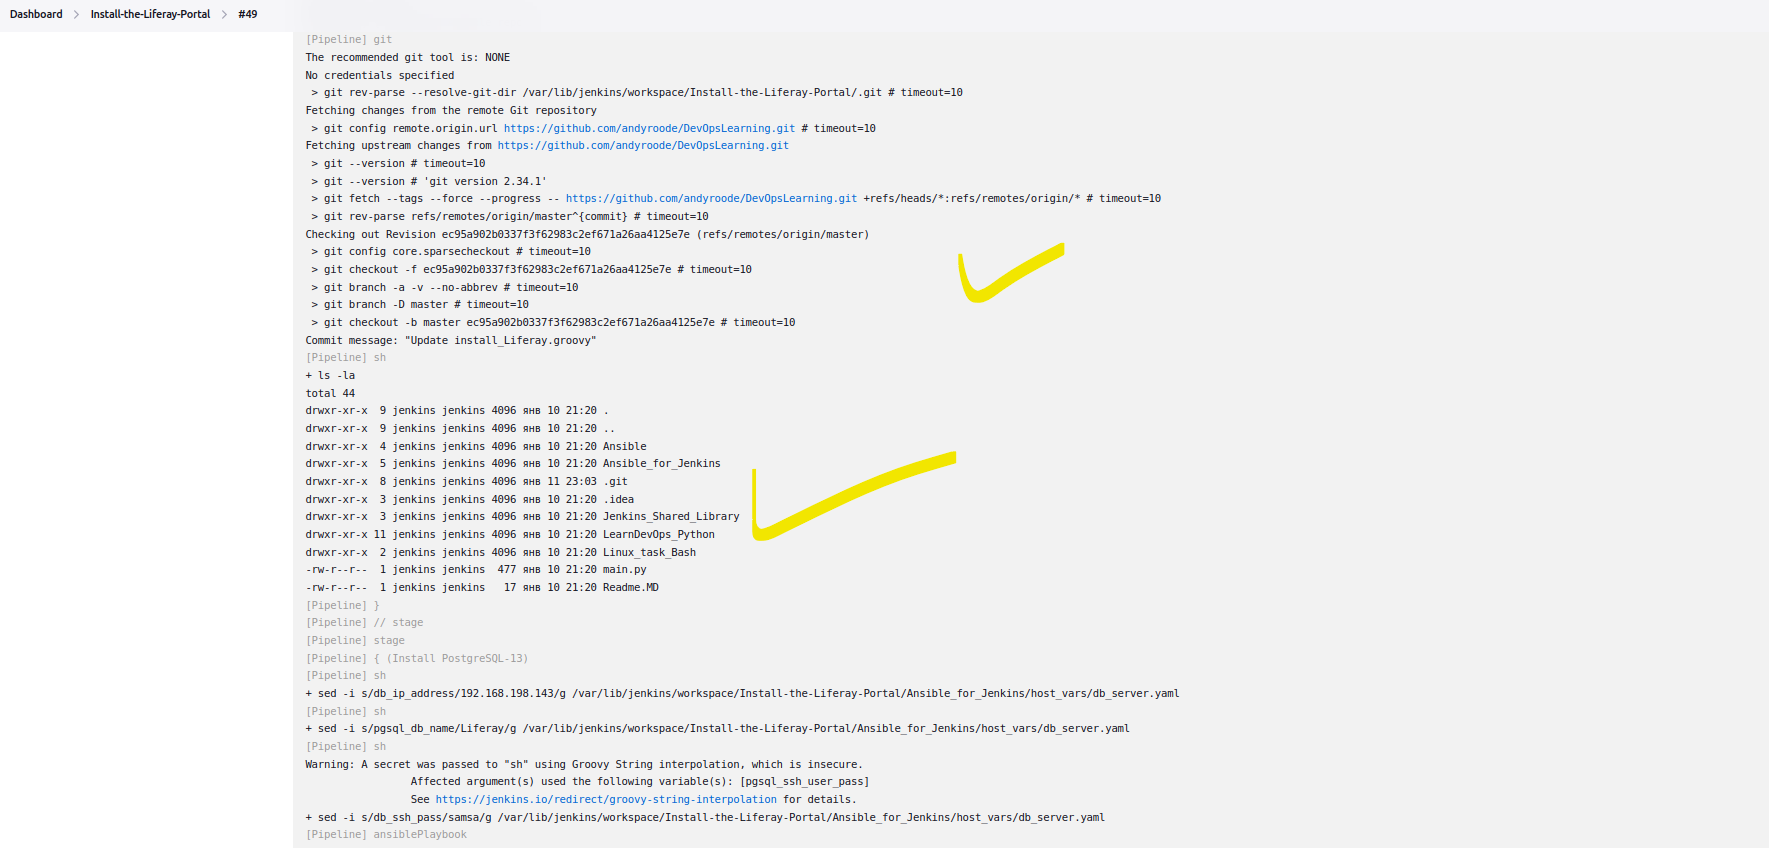 Dashboard > Install-the-Liferay-Portal > #49
[Pipeline] git
The recommended git tool is: NONE
No credentials specified
 > git rev-parse --resolve-git-dir /var/lib/jenkins/workspace/Install-the-Liferay-Portal/.git # timeout=10
Fetching changes from the remote Git repository
 > git config remote.origin.url https://github.com/andyroode/DevOpsLearning.git # timeout=10
Fetching upstream changes from https://github.com/andyroode/DevOpsLearning.git
 > git --version # timeout=10
 > git --version # 'git version 2.34.1'
 > git fetch --tags --force --progress -- https://github.com/andyroode/DevOpsLearning.git +refs/heads/*:refs/remotes/origin/* # timeout=10
 > git rev-parse refs/remotes/origin/master^{commit} # timeout=10
Checking out Revision ec95a902b0337f3f62983c2ef671a26aa4125e7e (refs/remotes/origin/master)
 > git config core.sparsecheckout # timeout=10
 > git checkout -f ec95a902b0337f3f62983c2ef671a26aa4125e7e # timeout=10
 > git branch -a -v --no-abbrev # timeout=10
 > git branch -D master # timeout=10
 > git checkout -b master ec95a902b0337f3f62983c2ef671a26aa4125e7e # timeout=10
Commit message: "Update install_Liferay.groovy"
[Pipeline] sh
+ ls -la
total 44
drwxr-xr-x  9 jenkins jenkins 4096 янв 10 21:20 .
drwxr-xr-x  9 jenkins jenkins 4096 янв 10 21:20 ..
drwxr-xr-x  4 jenkins jenkins 4096 янв 10 21:20 Ansible
drwxr-xr-x  5 jenkins jenkins 4096 янв 10 21:20 Ansible_for_Jenkins
drwxr-xr-x  8 jenkins jenkins 4096 янв 11 23:03 .git
drwxr-xr-x  3 jenkins jenkins 4096 янв 10 21:20 .idea
drwxr-xr-x  3 jenkins jenkins 4096 янв 10 21:20 Jenkins_Shared_Library
drwxr-xr-x 11 jenkins jenkins 4096 янв 10 21:20 LearnDevOps_Python
drwxr-xr-x  2 jenkins jenkins 4096 янв 10 21:20 Linux_task_Bash
-rw-r--r--  1 jenkins jenkins  477 янв 10 21:20 main.py
-rw-r--r--  1 jenkins jenkins   17 янв 10 21:20 Readme.MD
[Pipeline] }
[Pipeline] // stage
[Pipeline] stage
[Pipeline] { (Install PostgreSQL-13)
[Pipeline] sh
+ sed -i s/db_ip_address/192.168.198.143/g /var/lib/jenkins/workspace/Install-the-Liferay-Portal/Ansible_for_Jenkins/host_vars/db_server.yaml
[Pipeline] sh
+ sed -i s/pgsql_db_name/Liferay/g /var/lib/jenkins/workspace/Install-the-Liferay-Portal/Ansible_for_Jenkins/host_vars/db_server.yaml
[Pipeline] sh
Warning: A secret was passed to "sh" using Groovy String interpolation, which is insecure.
Affected argument(s) used the following variable(s): [pgsql_ssh_user_pass]
See https://jenkins.io/redirect/groovy-string-interpolation for details.
+ sed -i s/db_ssh_pass/samsa/g /var/lib/jenkins/workspace/Install-the-Liferay-Portal/Ansible_for_Jenkins/host_vars/db_server.yaml
[Pipeline] ansiblePlaybook